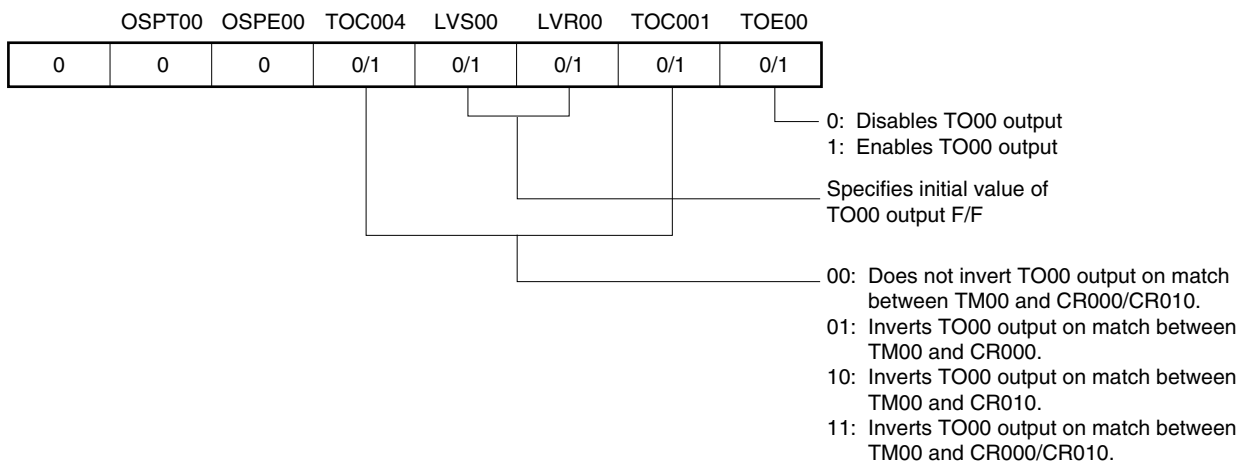 OSPT00 OSPE00 TOC004 LVS00 LVR00 TOC001 TOE00
0 0 0 0/1 0/1 0/1 0/1 0/1
0: Disables TO00 output
1: Enables TO00 output
Specifies initial value of
TO00 output F/F
00: Does not invert TO00 output on match
between TM00 and CR000/CR010.
01: Inverts TO00 output on match between
TM00 and CR000.
10: Inverts TO00 output on match between
TM00 and CR010.
11: Inverts TO00 output on match between
TM00 and CR000/CR010.